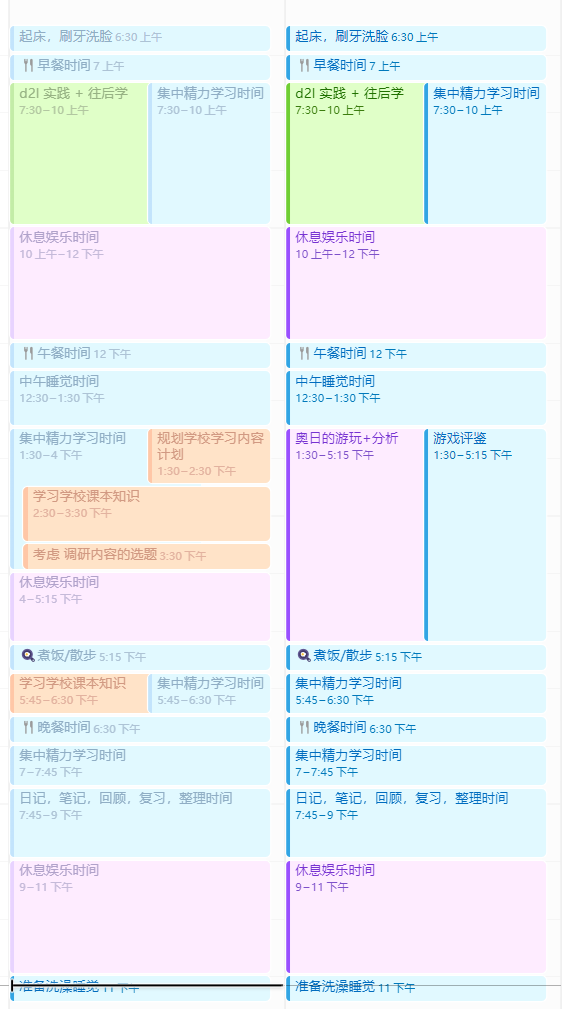 起床，刷牙洗脸 6:30 上午
早餐时间 7 上午
d2l 实践 + 往后学
7:30–10 上午
集中精力学习时间
7:30–10 上午
休息娱乐时间
10 上午–12 下午
午餐时间 12 下午
中午睡觉时间
12:30–1:30 下午
集中精力学习时间
1:30–4 下午
规划学校学习内容
计划
1:30–2:30 下午
学习学校课本知识
2:30–3:30 下午
考虑 调研内容的选题 3:30 下午
休息娱乐时间
4–5:15 下午
煮饭/散步 5:15 下午
学习学校课本知识
5:45–6:30 下午
集中精力学习时间
5:45–6:30 下午
晚餐时间 6:30 下午
集中精力学习时间
7–7:45 下午
日记，笔记，回顾，复习，整理时间
7:45–9 下午
休息娱乐时间
9–11 下午
准备洗澡睡觉 11 下午
起床，刷牙洗脸 6:30 上午
早餐时间 7 上午
d2l 实践 + 往后学
7:30–10 上午
集中精力学习时间
7:30–10 上午
休息娱乐时间
10 上午–12 下午
午餐时间 12 下午
中午睡觉时间
12:30–1:30 下午
奥日的游玩+分析
1:30–5:15 下午
游戏评鉴
1:30–5:15 下午
煮饭/散步 5:15 下午
集中精力学习时间
5:45–6:30 下午
晚餐时间 6:30 下午
集中精力学习时间
7–7:45 下午
日记，笔记，回顾，复习，整理时间
7:45–9 下午
休息娱乐时间
9–11 下午
准备洗澡睡觉 11 下午